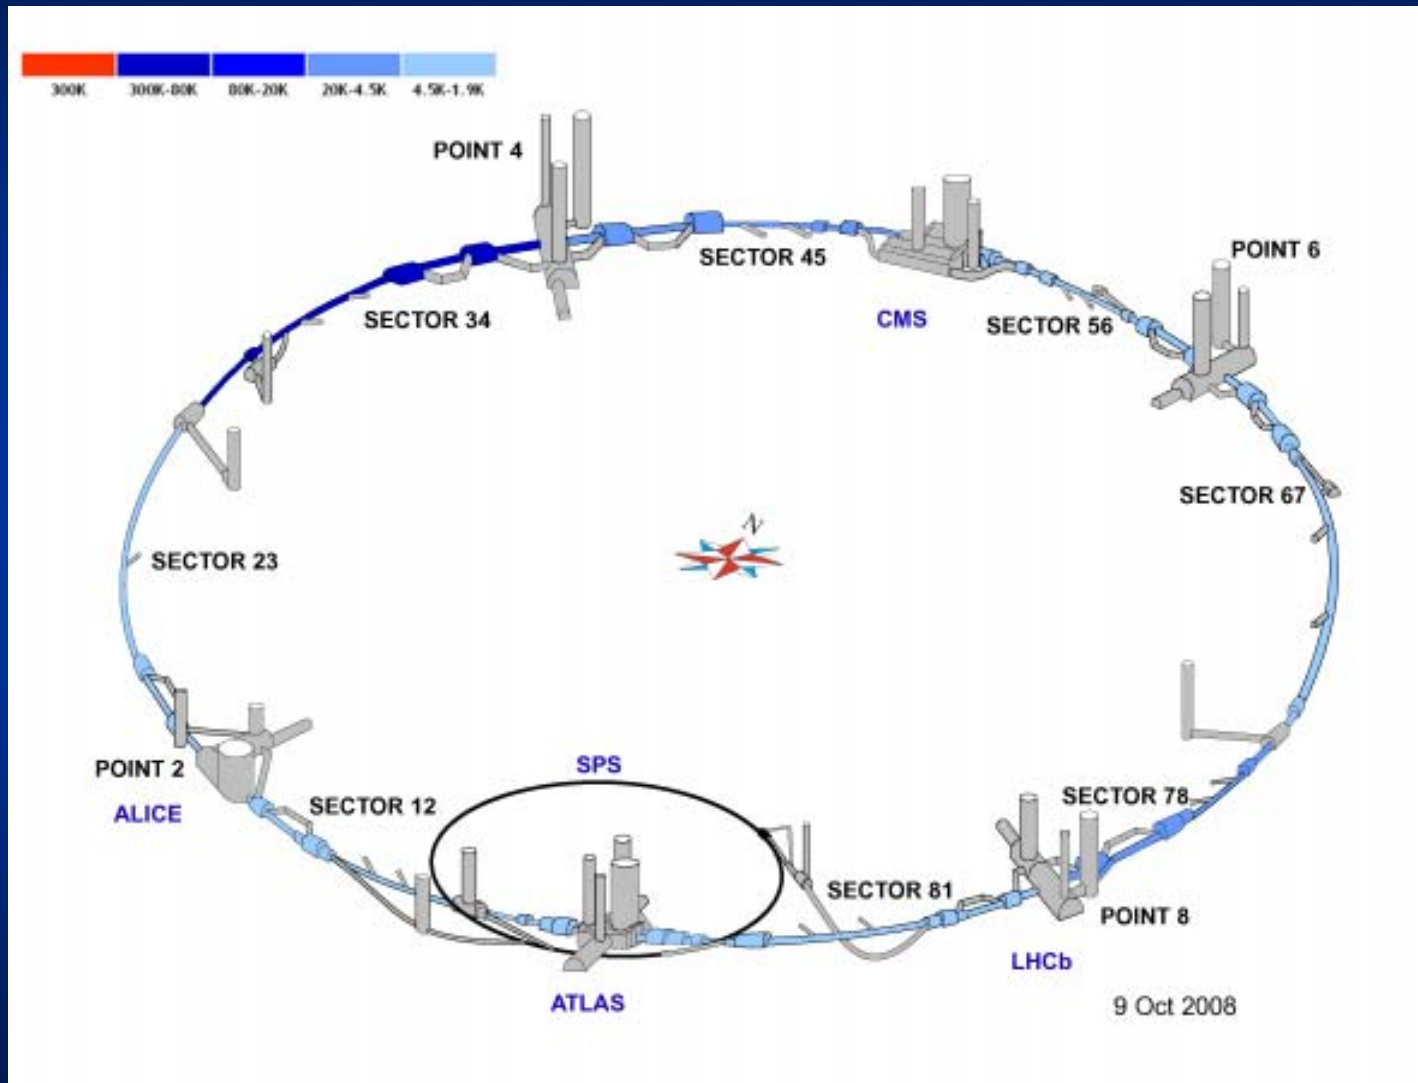 300K 300K-80K 80K-20K 20K-4.5K 4.5K-1.9K
POINT 4
POINT 6
SECTOR 45
CMS
SECTOR 34
SECTOR 56
SECTOR 67
N
SECTOR 23
SPS
POINT 2
SECTOR 12
SECTOR 78
ALICE
SECTOR 81
POINT 8
LHCb
ATLAS
9 Oct 2008